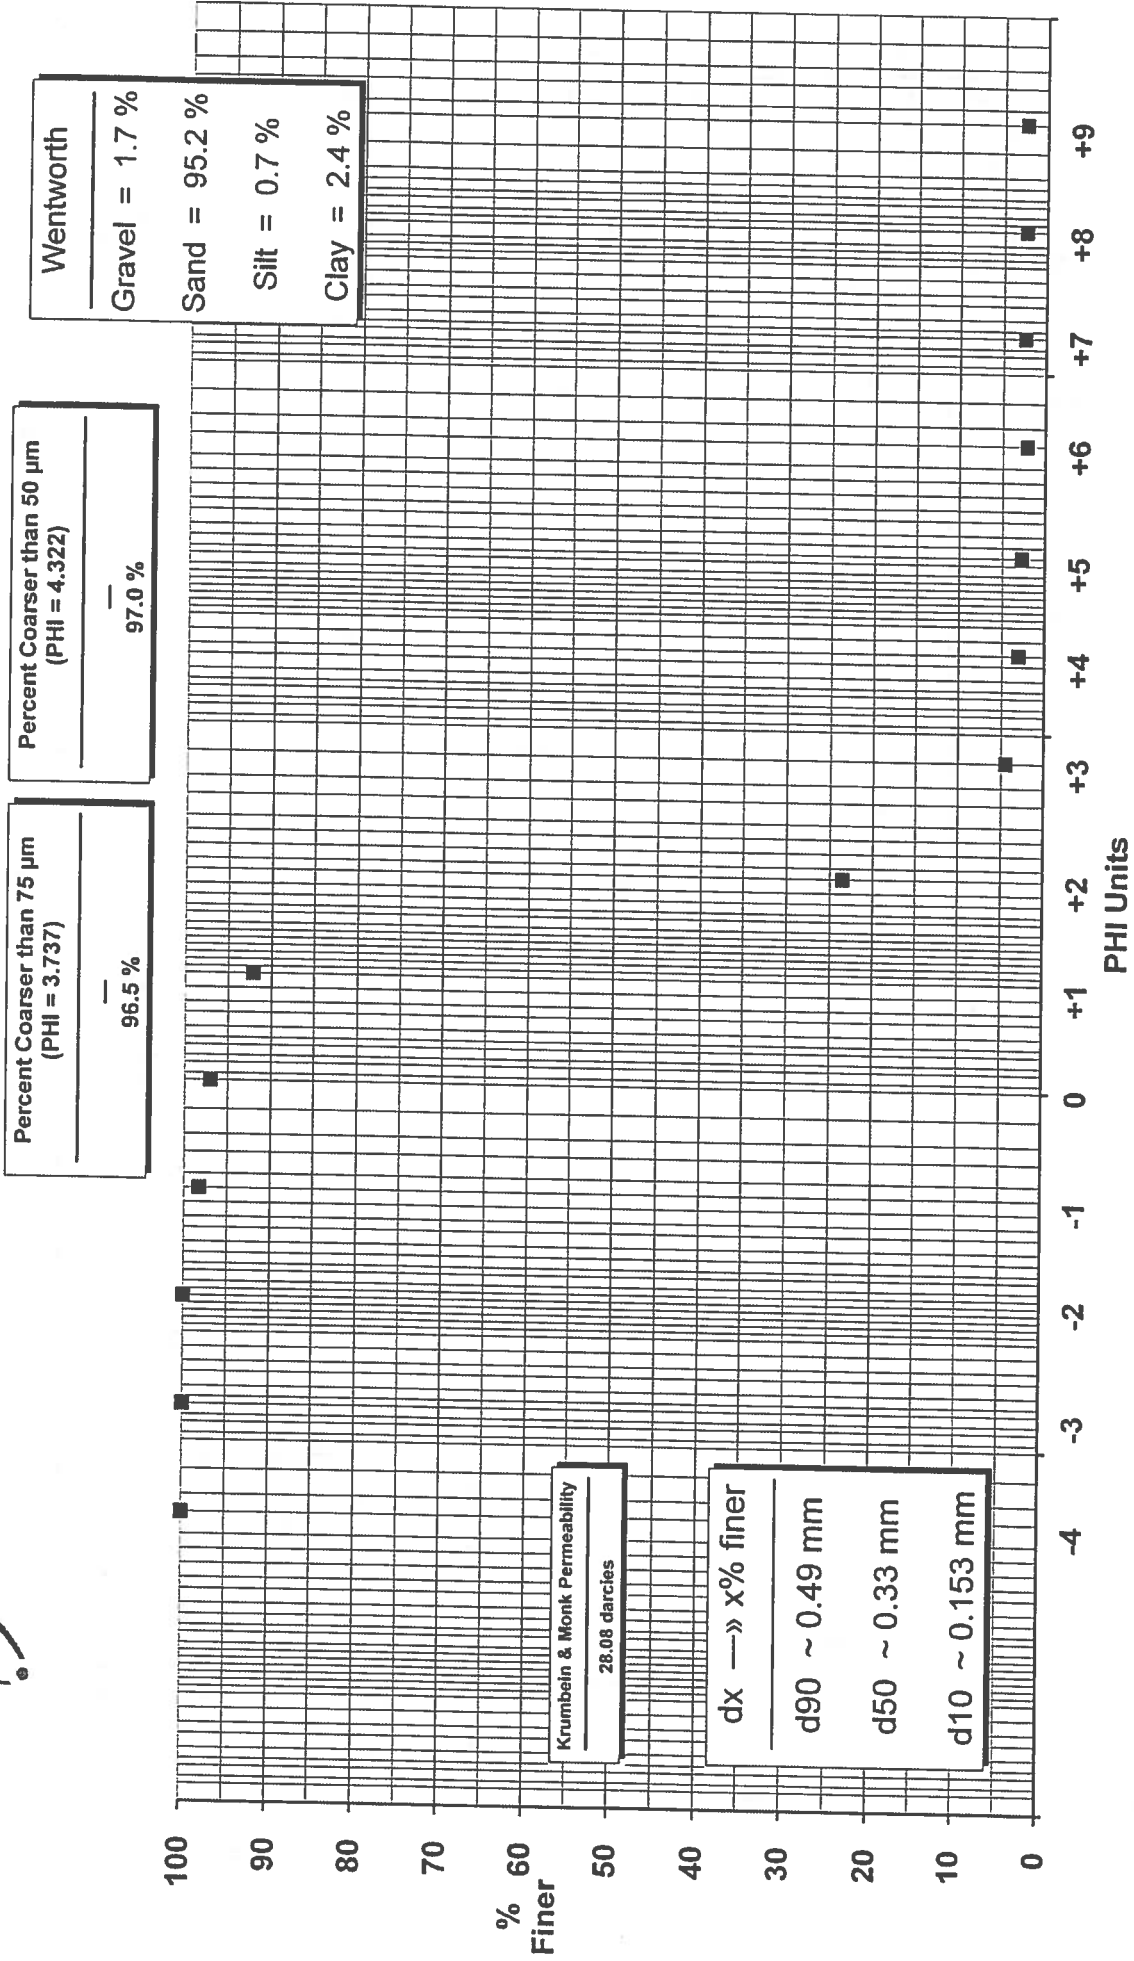 Percent Coarser than 75 µm
(PHI = 3.737)
—
96.5 %
Percent Coarser than 50 µm
(PHI = 4.322)
—
97.0 %
Wentworth
Gravel = 1.7 %
Sand = 95.2 %
Silt = 0.7 %
Clay = 2.4 %
%
Finer
100
90
80
70
60
50
40
30
20
10
0
Krumbein & Monk Permeability
28.08 darcies
dx —» x% finer
d90 ~ 0.49 mm
d50 ~ 0.33 mm
d10 ~ 0.153 mm
-4 -3 -2 -1 0 +1 +2 +3 +4 +5 +6 +7 +8 +9
PHI Units